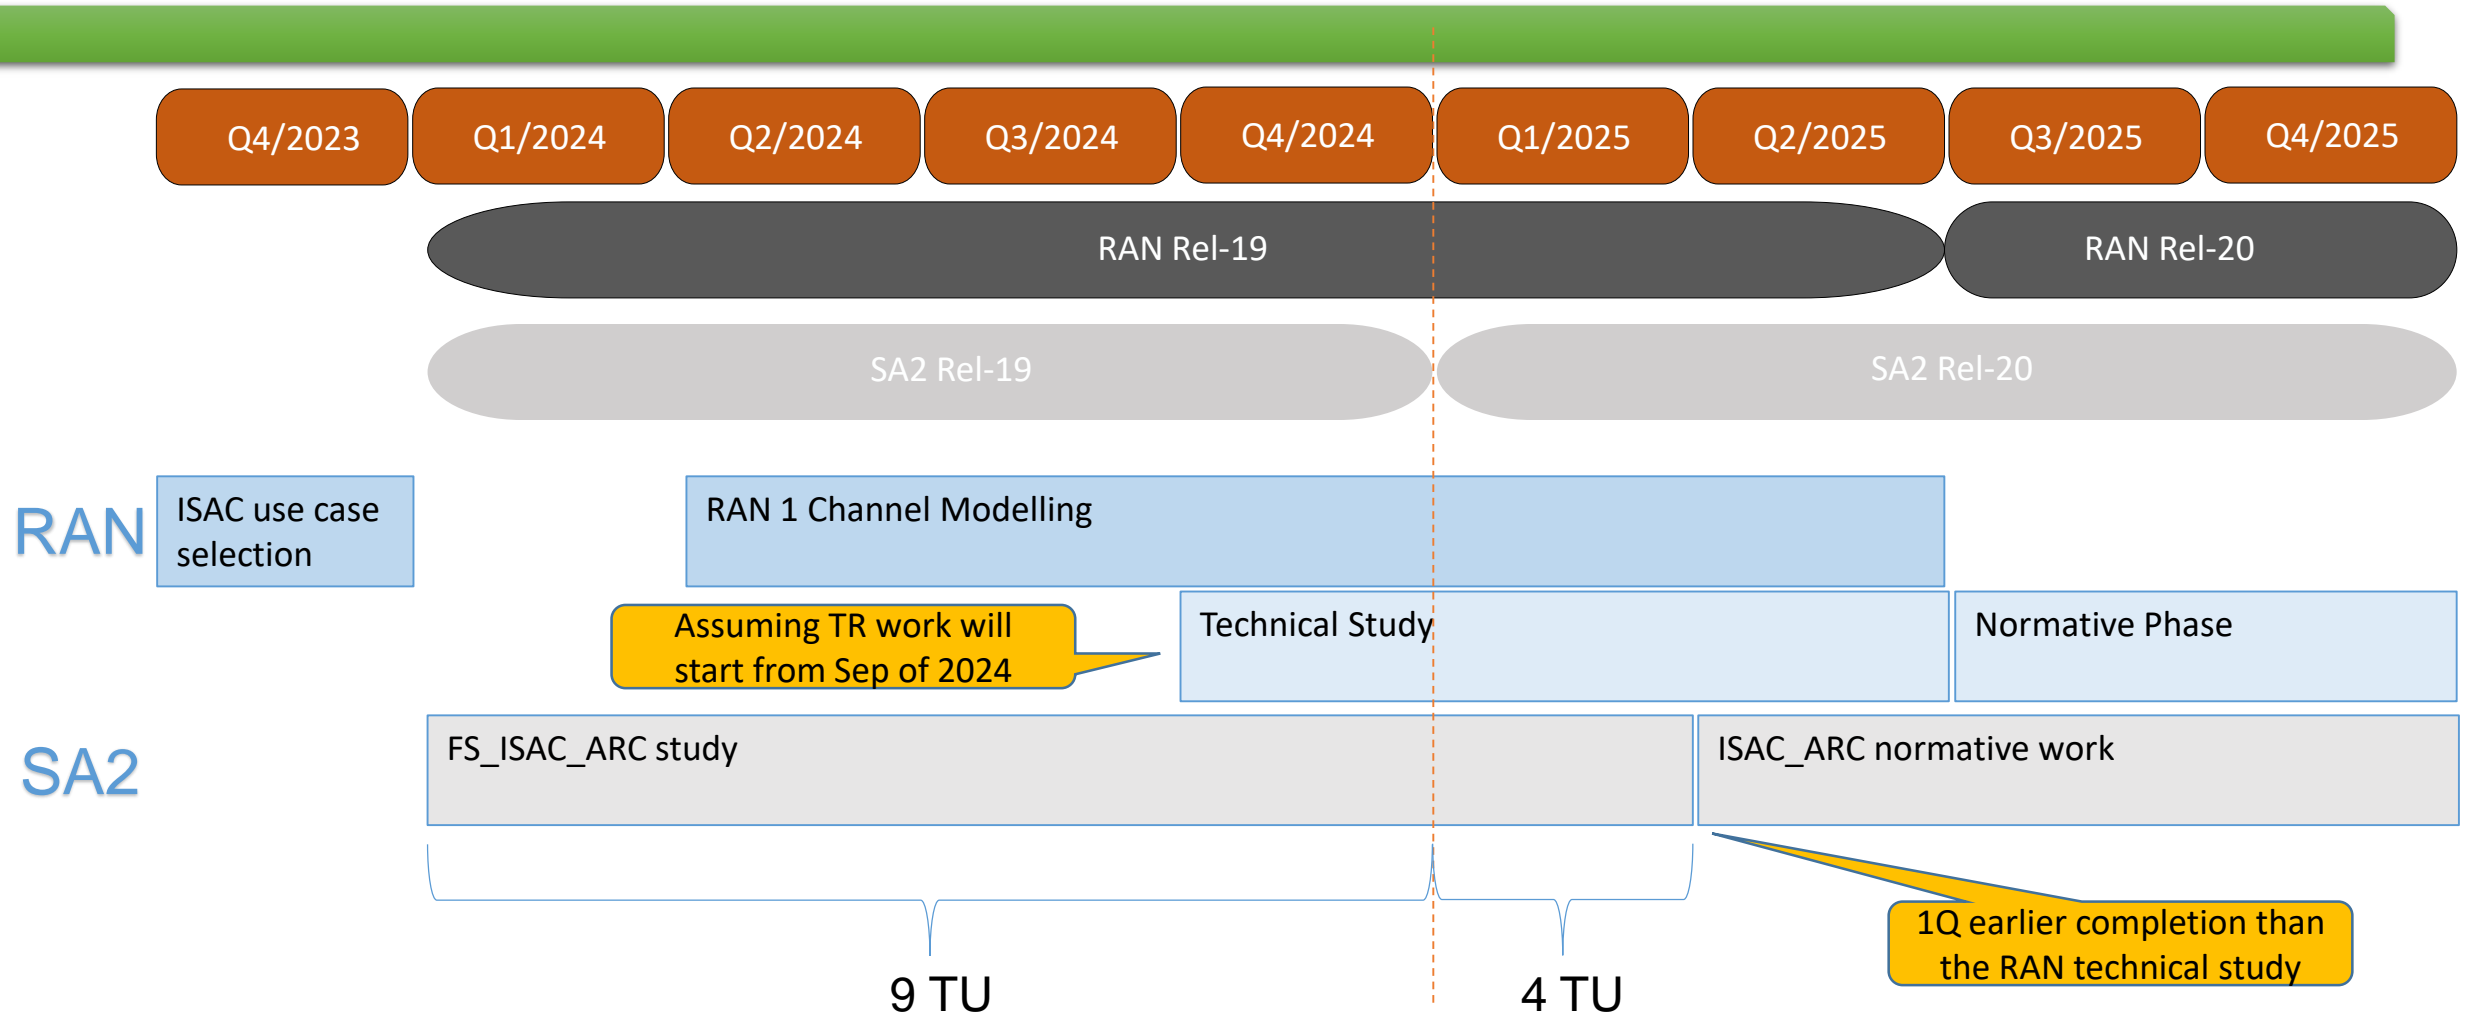 Q4/2023
Q1/2024
Q2/2024
Q3/2024
Q4/2024
Q1/2025
Q2/2025
Q3/2025
Q4/2025
RAN Rel-19
RAN Rel-20
SA2 Rel-19
SA2 Rel-20
RAN
ISAC use case
selection
RAN 1 Channel Modelling
Assuming TR work will
start from Sep of 2024
Technical Study
Normative Phase
SA2
FS_ISAC_ARC study
ISAC_ARC normative work
1Q earlier completion than
the RAN technical study
9 TU
4 TU